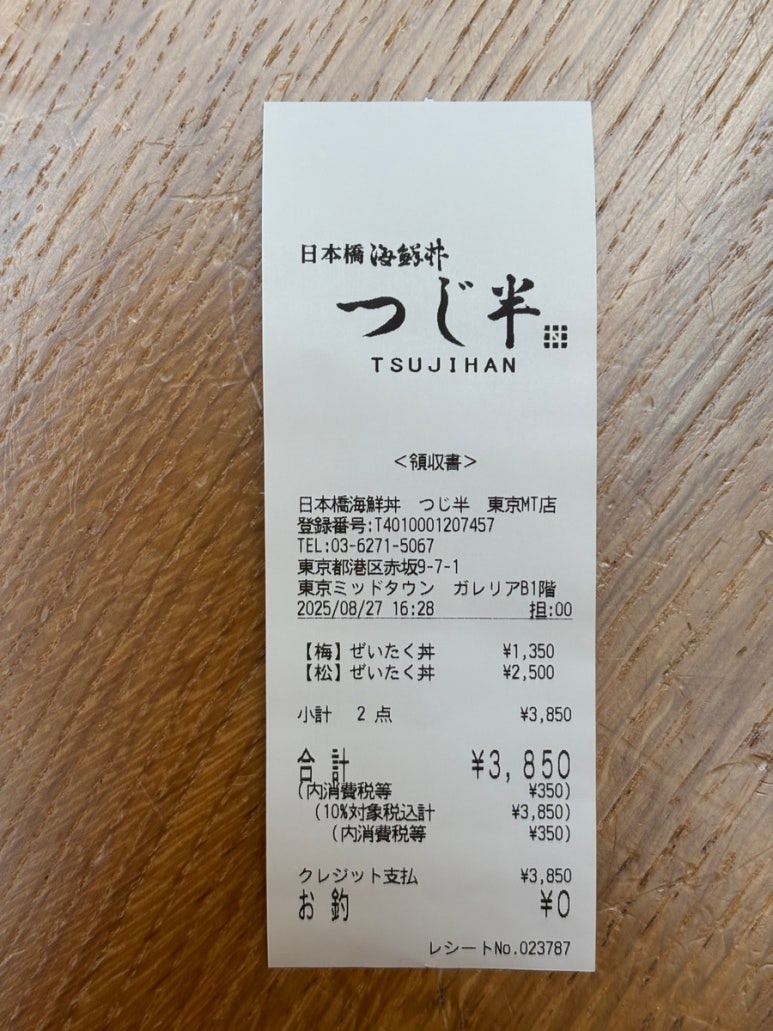 日本橋海鮮丼
つじ半
TSUJIHAN
<領収書>
日本橋海鮮丼　つじ半　東京MT店
登録番号:T4010001207457
TEL:03-6271-5067
東京都港区赤坂9-7-1
東京ミッドタウン　ガレリアB1階
2025/08/27 16:28 担:00
【梅】ぜいたく丼 ¥1,350
【松】ぜいたく丼 ¥2,500
小計　2 点 ¥3,850
合計 ¥3,850
(内消費税等 ¥350)
(10%対象税込計 ¥3,850)
(内消費税等 ¥350)
クレジット支払 ¥3,850
お釣 ¥0
レシートNo.023787